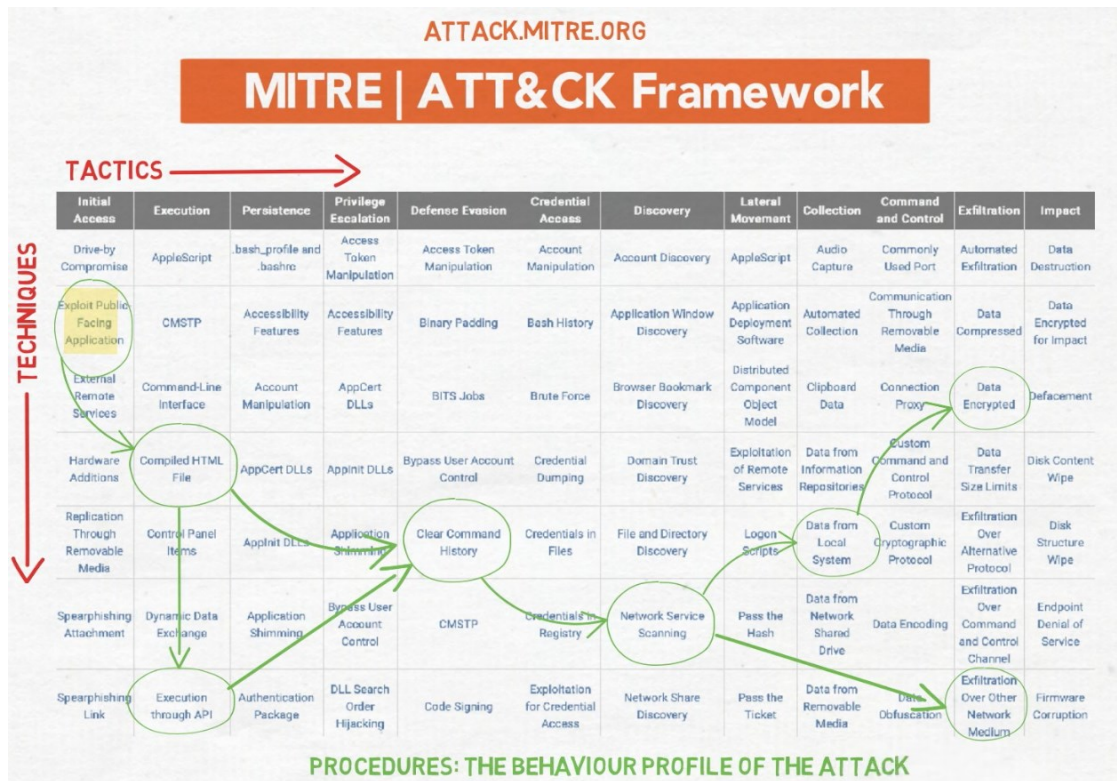 ATTACK.MITRE.ORG
MITRE | ATT&CK Framework
TACTICS
TECHNIQUES
Initial
Access
Execution
Persistence
Privilege
Escalation
Defense Evasion
Credential
Access
Discovery
Lateral
Movement
Collection
Command
and Control
Exfiltration
Impact
Drive-by
Compromise
AppleScript
.bash_profile and
.bashrc
Access
Token
Manipulation
Access Token
Manipulation
Account
Manipulation
Account Discovery
AppleScript
Audio
Capture
Commonly
Used Port
Automated
Exfiltration
Data
Destruction
Exploit Public-
Facing
Application
CMSTP
Accessibility
Features
Accessibility
Features
Binary Padding
Bash History
Application Window
Discovery
Application
Deployment
Software
Automated
Collection
Communication
Through
Removable
Media
Data
Compressed
Data
Encrypted
for Impact
External
Remote
Services
Command-Line
Interface
Account
Manipulation
AppCert
DLLs
BITS Jobs
Brute Force
Browser Bookmark
Discovery
Distributed
Component
Object
Model
Clipboard
Data
Connection
Proxy
Data
Encrypted
Defacement
Hardware
Additions
Compiled HTML
File
AppCert DLLs
AppInit DLLs
Bypass User Account
Control
Credential
Dumping
Domain Trust
Discovery
Exploitation
of Remote
Services
Data from
Information
Repositories
Custom
Command and
Control
Protocol
Data
Transfer
Size Limits
Disk Content
Wipe
Replication
Through
Removable
Media
Control Panel
Items
AppInit DLLs
Application
Shimming
Clear Command
History
Credentials in
Files
File and Directory
Discovery
Logon
Scripts
Data from
Local
System
Custom
Cryptographic
Protocol
Exfiltration
Over
Alternative
Protocol
Disk
Structure
Wipe
Spearphishing
Attachment
Dynamic Data
Exchange
Application
Shimming
Bypass User
Account
Control
CMSTP
Credentials in
Registry
Network Service
Scanning
Pass the
Hash
Data from
Network
Shared
Drive
Data Encoding
Exfiltration
Over
Command
and Control
Channel
Endpoint
Denial of
Service
Spearphishing
Link
Execution
through API
Authentication
Package
DLL Search
Order
Hijacking
Code Signing
Exploitation
for Credential
Access
Network Share
Discovery
Pass the
Ticket
Data from
Removable
Media
Data
Obfuscation
Exfiltration
Over Other
Network
Medium
Firmware
Corruption
PROCEDURES: THE BEHAVIOUR PROFILE OF THE ATTACK